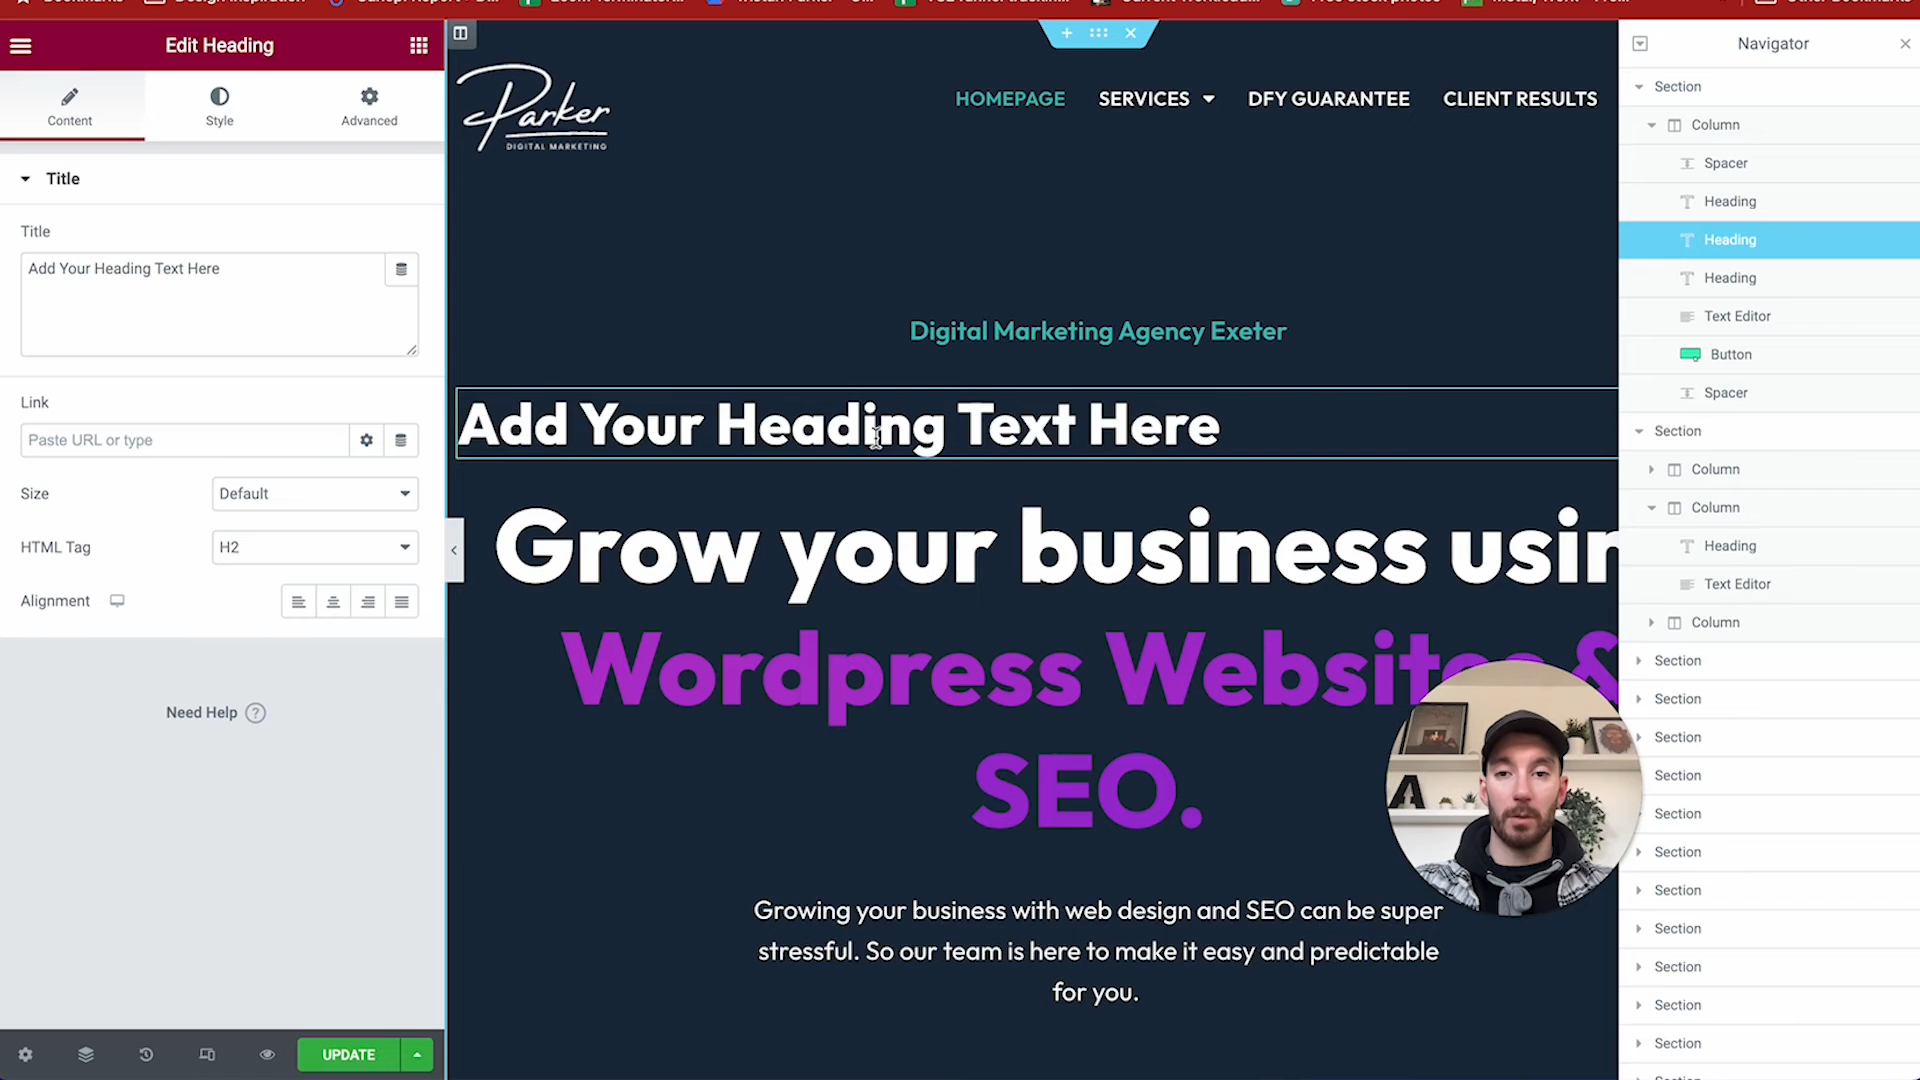 Edit Heading
Content
Style
Advanced
Title
Title
Add Your Heading Text Here
Link
Paste URL or type
Size
Default
HTML Tag
H2
Alignment
Need Help ?
UPDATE
Parker
DIGITAL MARKETING
HOMEPAGE
SERVICES
DFY GUARANTEE
CLIENT RESULTS
Digital Marketing Agency Exeter
Add Your Heading Text Here
Grow your business usin
Wordpress Websites &
SEO.
Growing your business with web design and SEO can be super
stressful. So our team is here to make it easy and predictable
for you.
Navigator
Section
Column
Spacer
Heading
Heading
Heading
Text Editor
Button
Spacer
Section
Column
Column
Heading
Text Editor
Column
Section
Section
Section
Section
Section
Section
Section
Section
Section
Section
Section